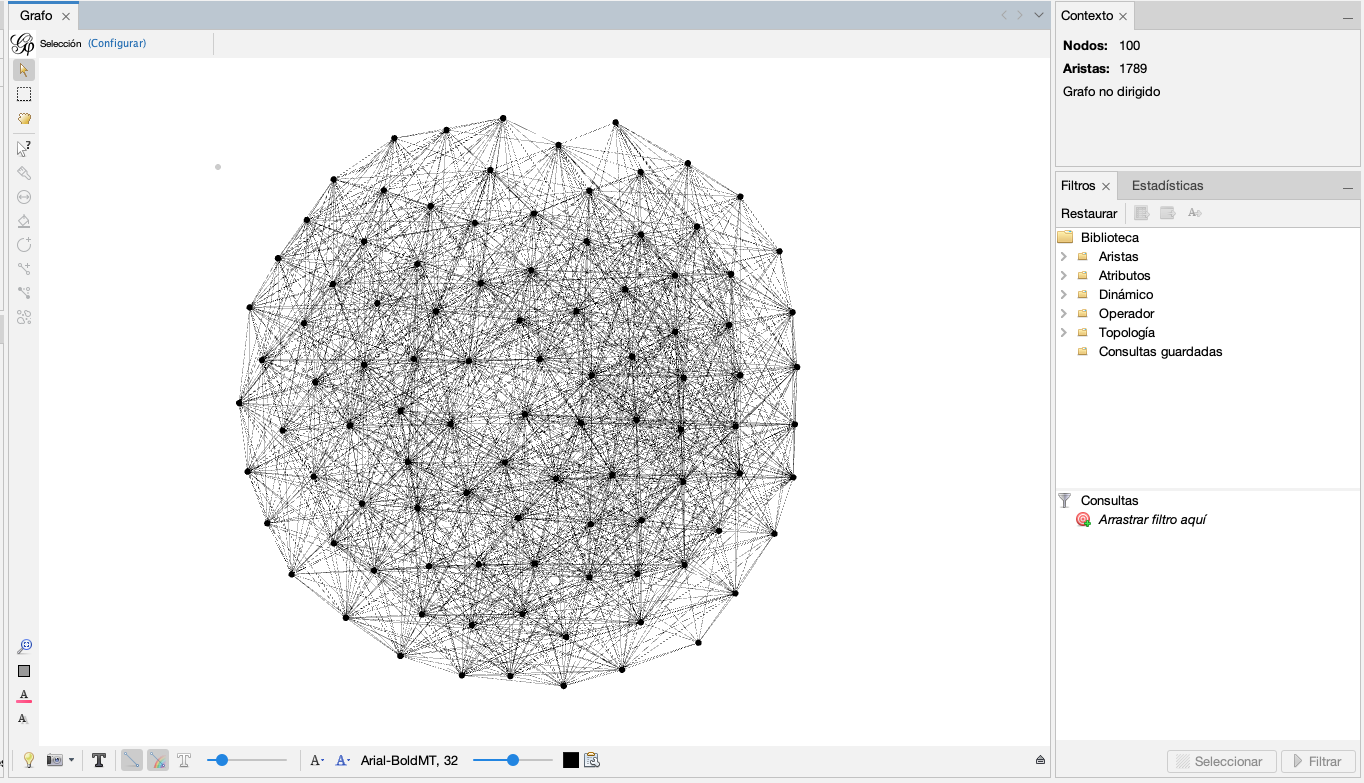 Grafo
Selección (Configurar)
Arial-BoldMT, 32
Contexto
Nodos: 100
Aristas: 1789
Grafo no dirigido
Filtros Estadísticas
Restaurar
Biblioteca
Aristas
Atributos
Dinámico
Operador
Topología
Consultas guardadas
Consultas
Arrastrar filtro aquí
Seleccionar Filtrar